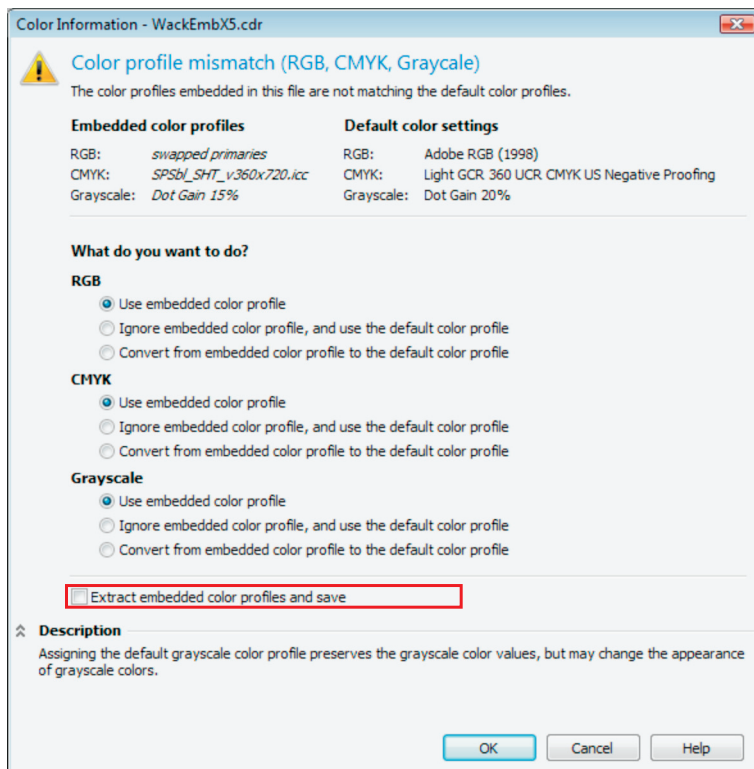 Color Information - WackEmbX5.cdr
Color profile mismatch (RGB, CMYK, Graycale)
The color profiles embedded in this file are not matching the default color profiles.
Embedded color profiles Default color settings
RGB: swapped primaries RGB: Adobe RGB (1998)
CMYK: SPSbl_SHT_v360x720.icc CMYK: Light GCR 360 UCR CMYK US Negative Proofing
Grayscale: Dot Gain 15% Grayscale: Dot Gain 20%
What do you want to do?
RGB
Use embedded color profile
Ignore embedded color profile, and use the default color profile
Convert from embedded color profile to the default color profile
CMYK
Use embedded color profile
Ignore embedded color profile, and use the default color profile
Convert from embedded color profile to the default color profile
Grayscale
Use embedded color profile
Ignore embedded color profile, and use the default color profile
Convert from embedded color profile to the default color profile
Extract embedded color profiles and save
Description
Assigning the default grayscale color profile preserves the grayscale color values, but may change the appearance
of grayscale colors.
OK Cancel Help